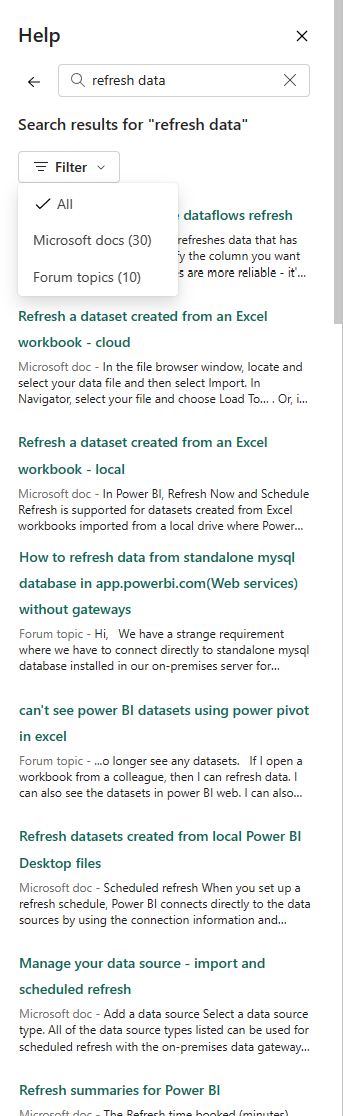 Help
refresh data
Search results for "refresh data"
Filter
All
Microsoft docs (30)
Forum topics (10)
dataflows refresh
refreshes data that has
the column you want
are more reliable - it'...
Refresh a dataset created from an Excel
workbook - cloud
Microsoft doc - In the file browser window, locate and
select your data file and then select Import. In
Navigator, select your file and choose Load To... . Or, i...
Refresh a dataset created from an Excel
workbook - local
Microsoft doc - In Power BI, Refresh Now and Schedule
Refresh is supported for datasets created from Excel
workbooks imported from a local drive where Power...
How to refresh data from standalone mysql
database in app.powerbi.com(Web services)
without gateways
Forum topic - Hi,   We have a strange requirement
where we have to connect directly to standalone mysql
database installed in our on-premises server for...
can't see power BI datasets using power pivot
in excel
Forum topic - ...o longer see any datasets.   If I open a
workbook from a colleague, then I can refresh data. I
can also see the datasets in power BI web. I can also...
Refresh datasets created from local Power BI
Desktop files
Microsoft doc - Scheduled refresh When you set up a
refresh schedule, Power BI connects directly to the data
sources by using the connection information and...
Manage your data source - import and
scheduled refresh
Microsoft doc - Add a data source Select a data source
type. All of the data source types listed can be used for
scheduled refresh with the on-premises data gateway...
Refresh summaries for Power BI
Microsoft doc - The Refresh time booked (minutes)